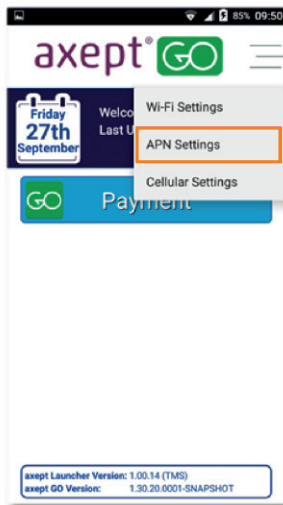 85% 09:50
axept® GO
Friday
27th
September
Welco
Last U
Wi-Fi Settings
APN Settings
Cellular Settings
GO Payment
axept Launcher Version: 1.00.14 (TMS)
axept GO Version: 1.30.20.0001-SNAPSHOT